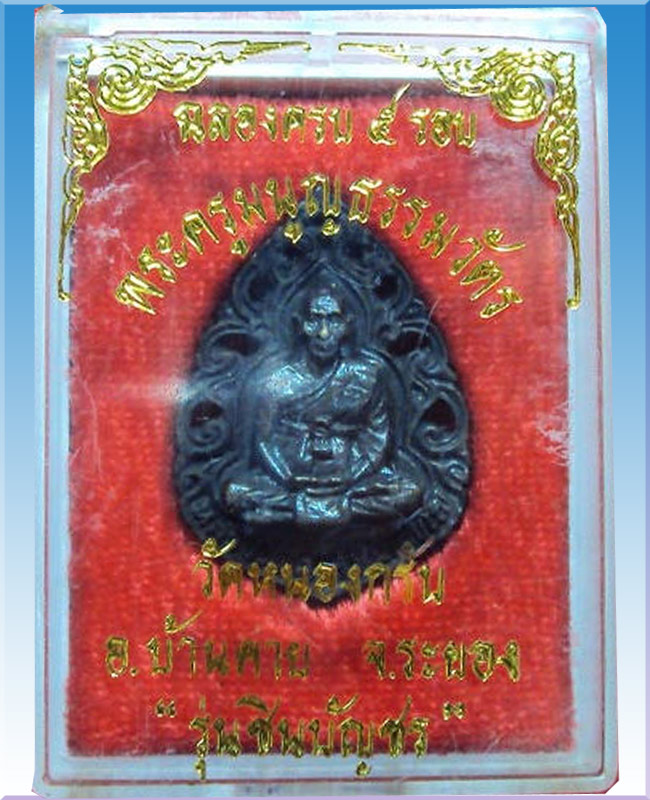 ฉลองครบ ๕ รอบ
พระครูมนูญธรรมวัตร
วัดหนองกรับ
อ.บ้านค่าย จ.ระยอง
"รุ่นชินบัญชร"